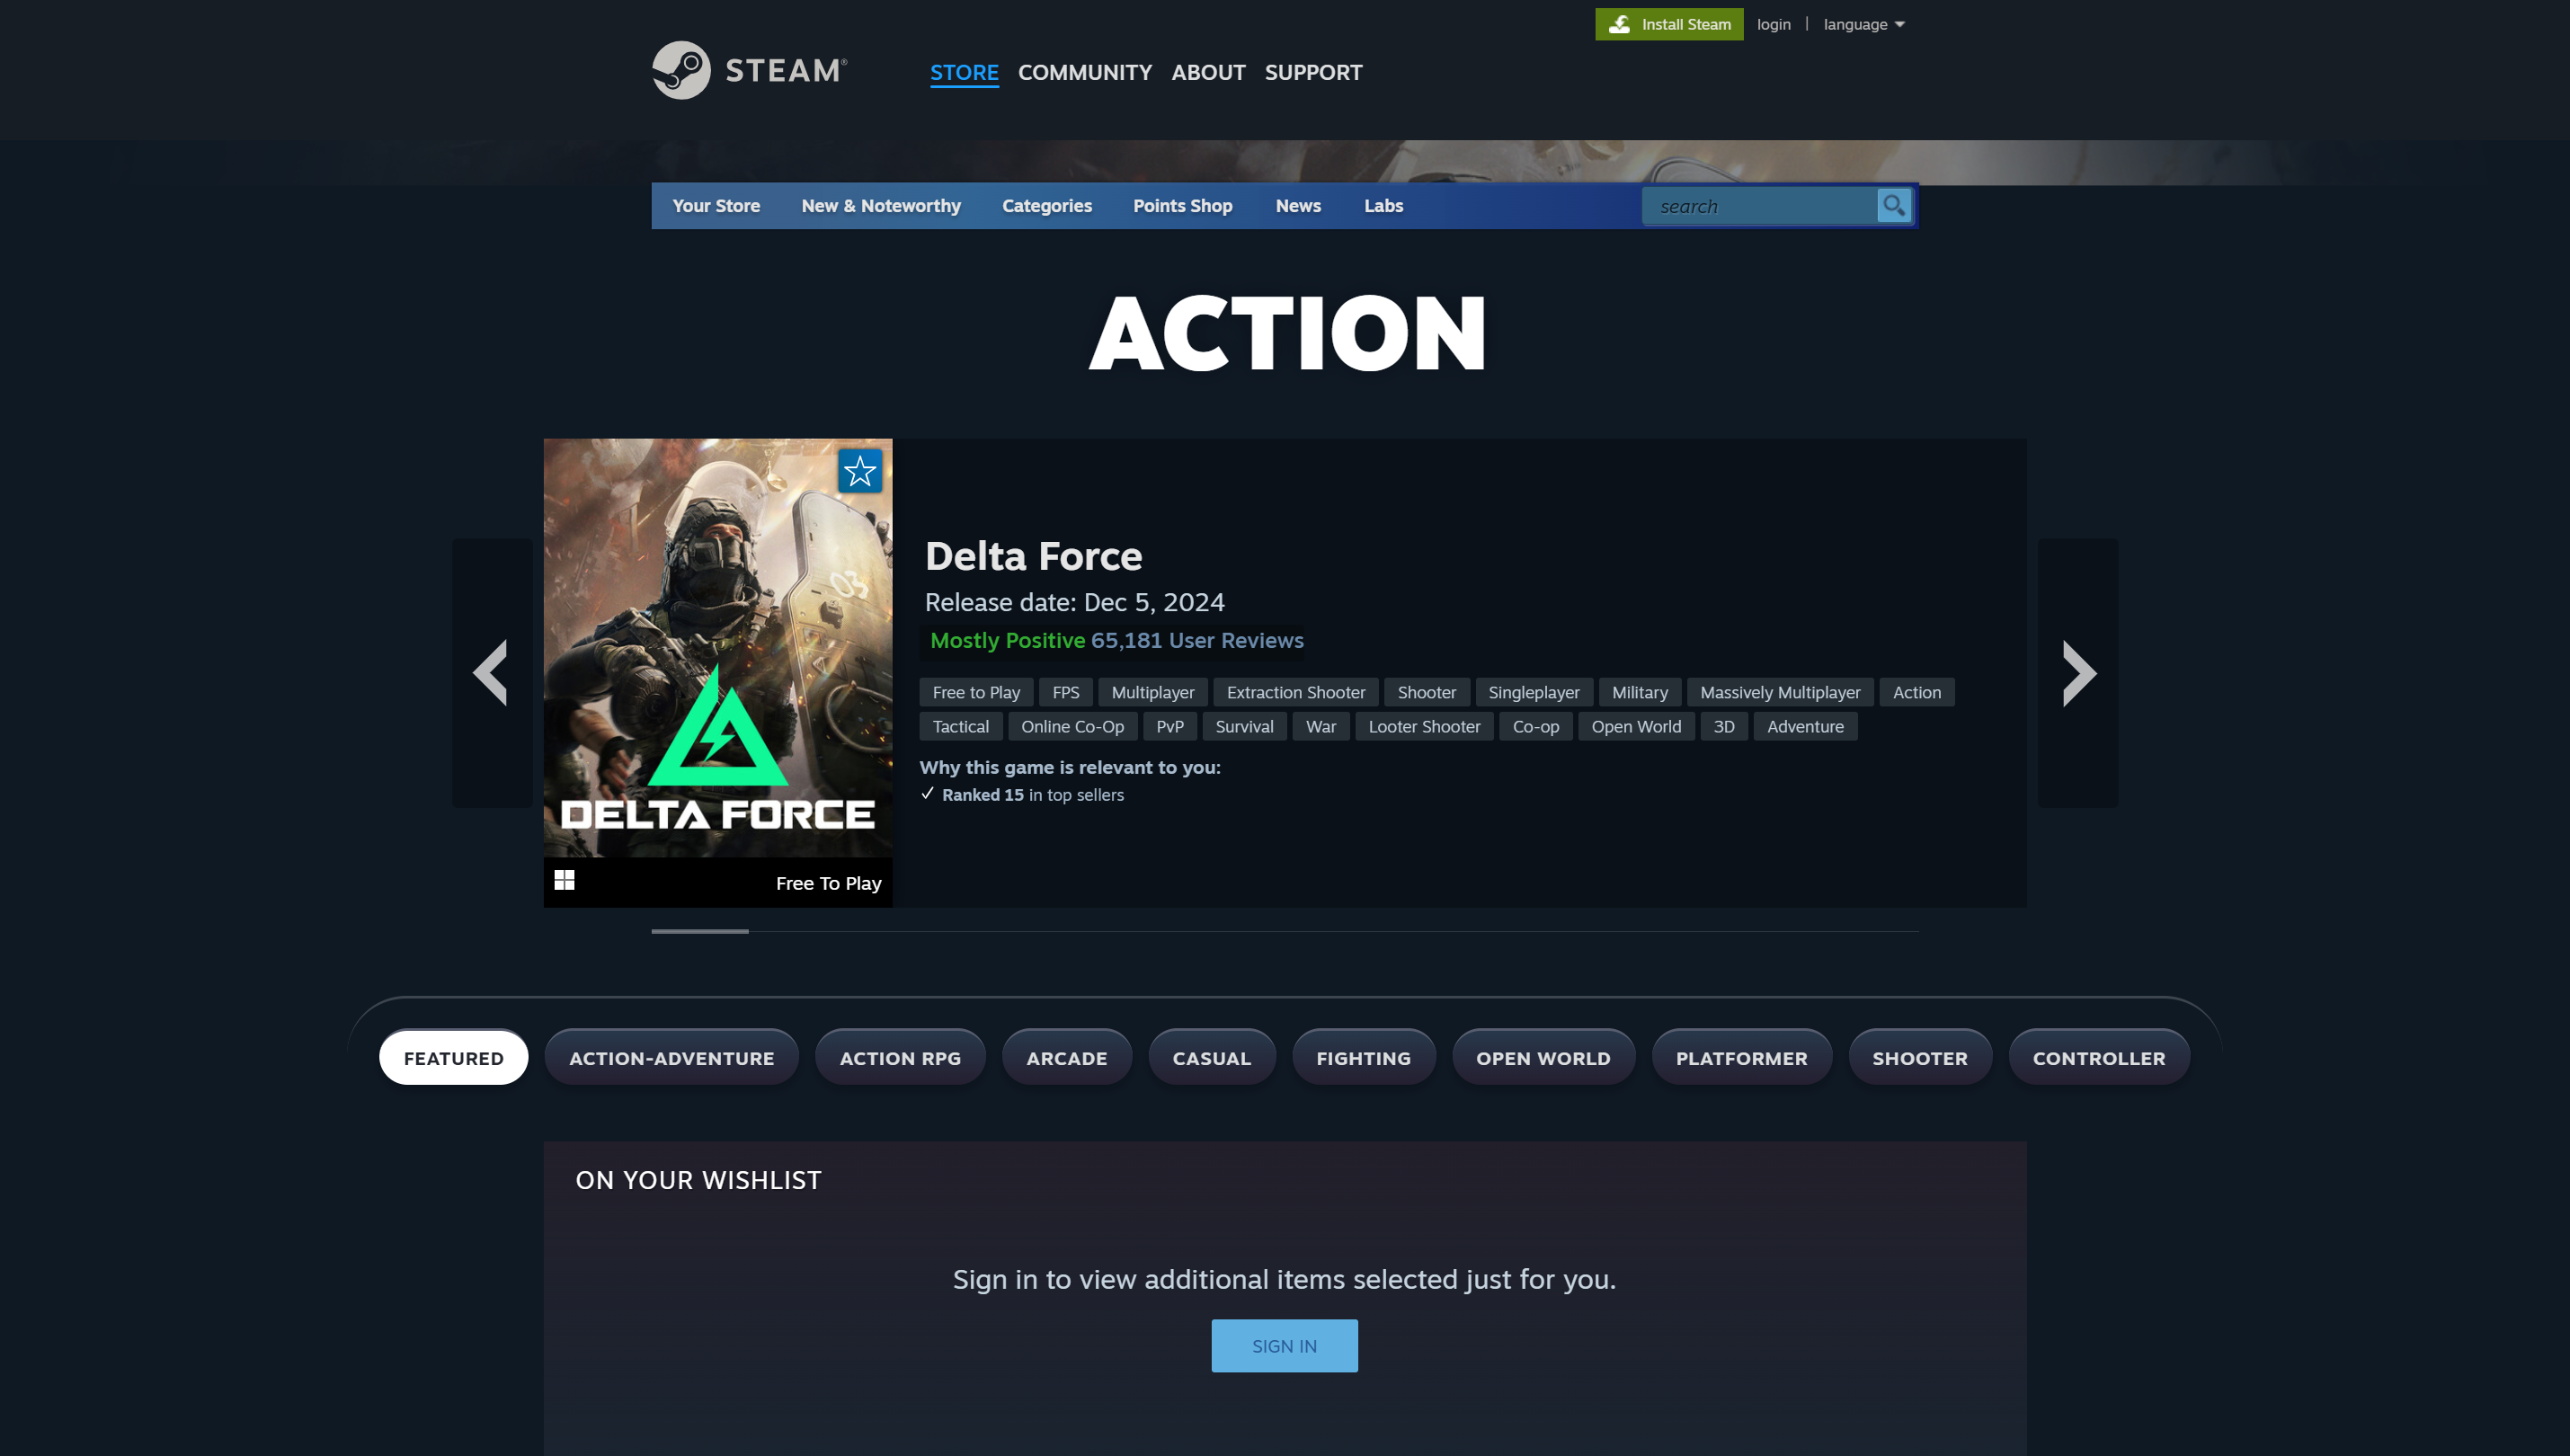 Install Steam
login | language
STEAM®
STORE COMMUNITY ABOUT SUPPORT
Your Store New & Noteworthy Categories Points Shop News Labs search
ACTION
Delta Force
Release date: Dec 5, 2024
Mostly Positive 65,181 User Reviews
Free to Play FPS Multiplayer Extraction Shooter Shooter Singleplayer Military Massively Multiplayer Action
Tactical Online Co-Op PvP Survival War Looter Shooter Co-op Open World 3D Adventure
Why this game is relevant to you:
Ranked 15 in top sellers
03
DELTA FORCE
Free To Play
FEATURED ACTION-ADVENTURE ACTION RPG ARCADE CASUAL FIGHTING OPEN WORLD PLATFORMER SHOOTER CONTROLLER
ON YOUR WISHLIST
Sign in to view additional items selected just for you.
SIGN IN